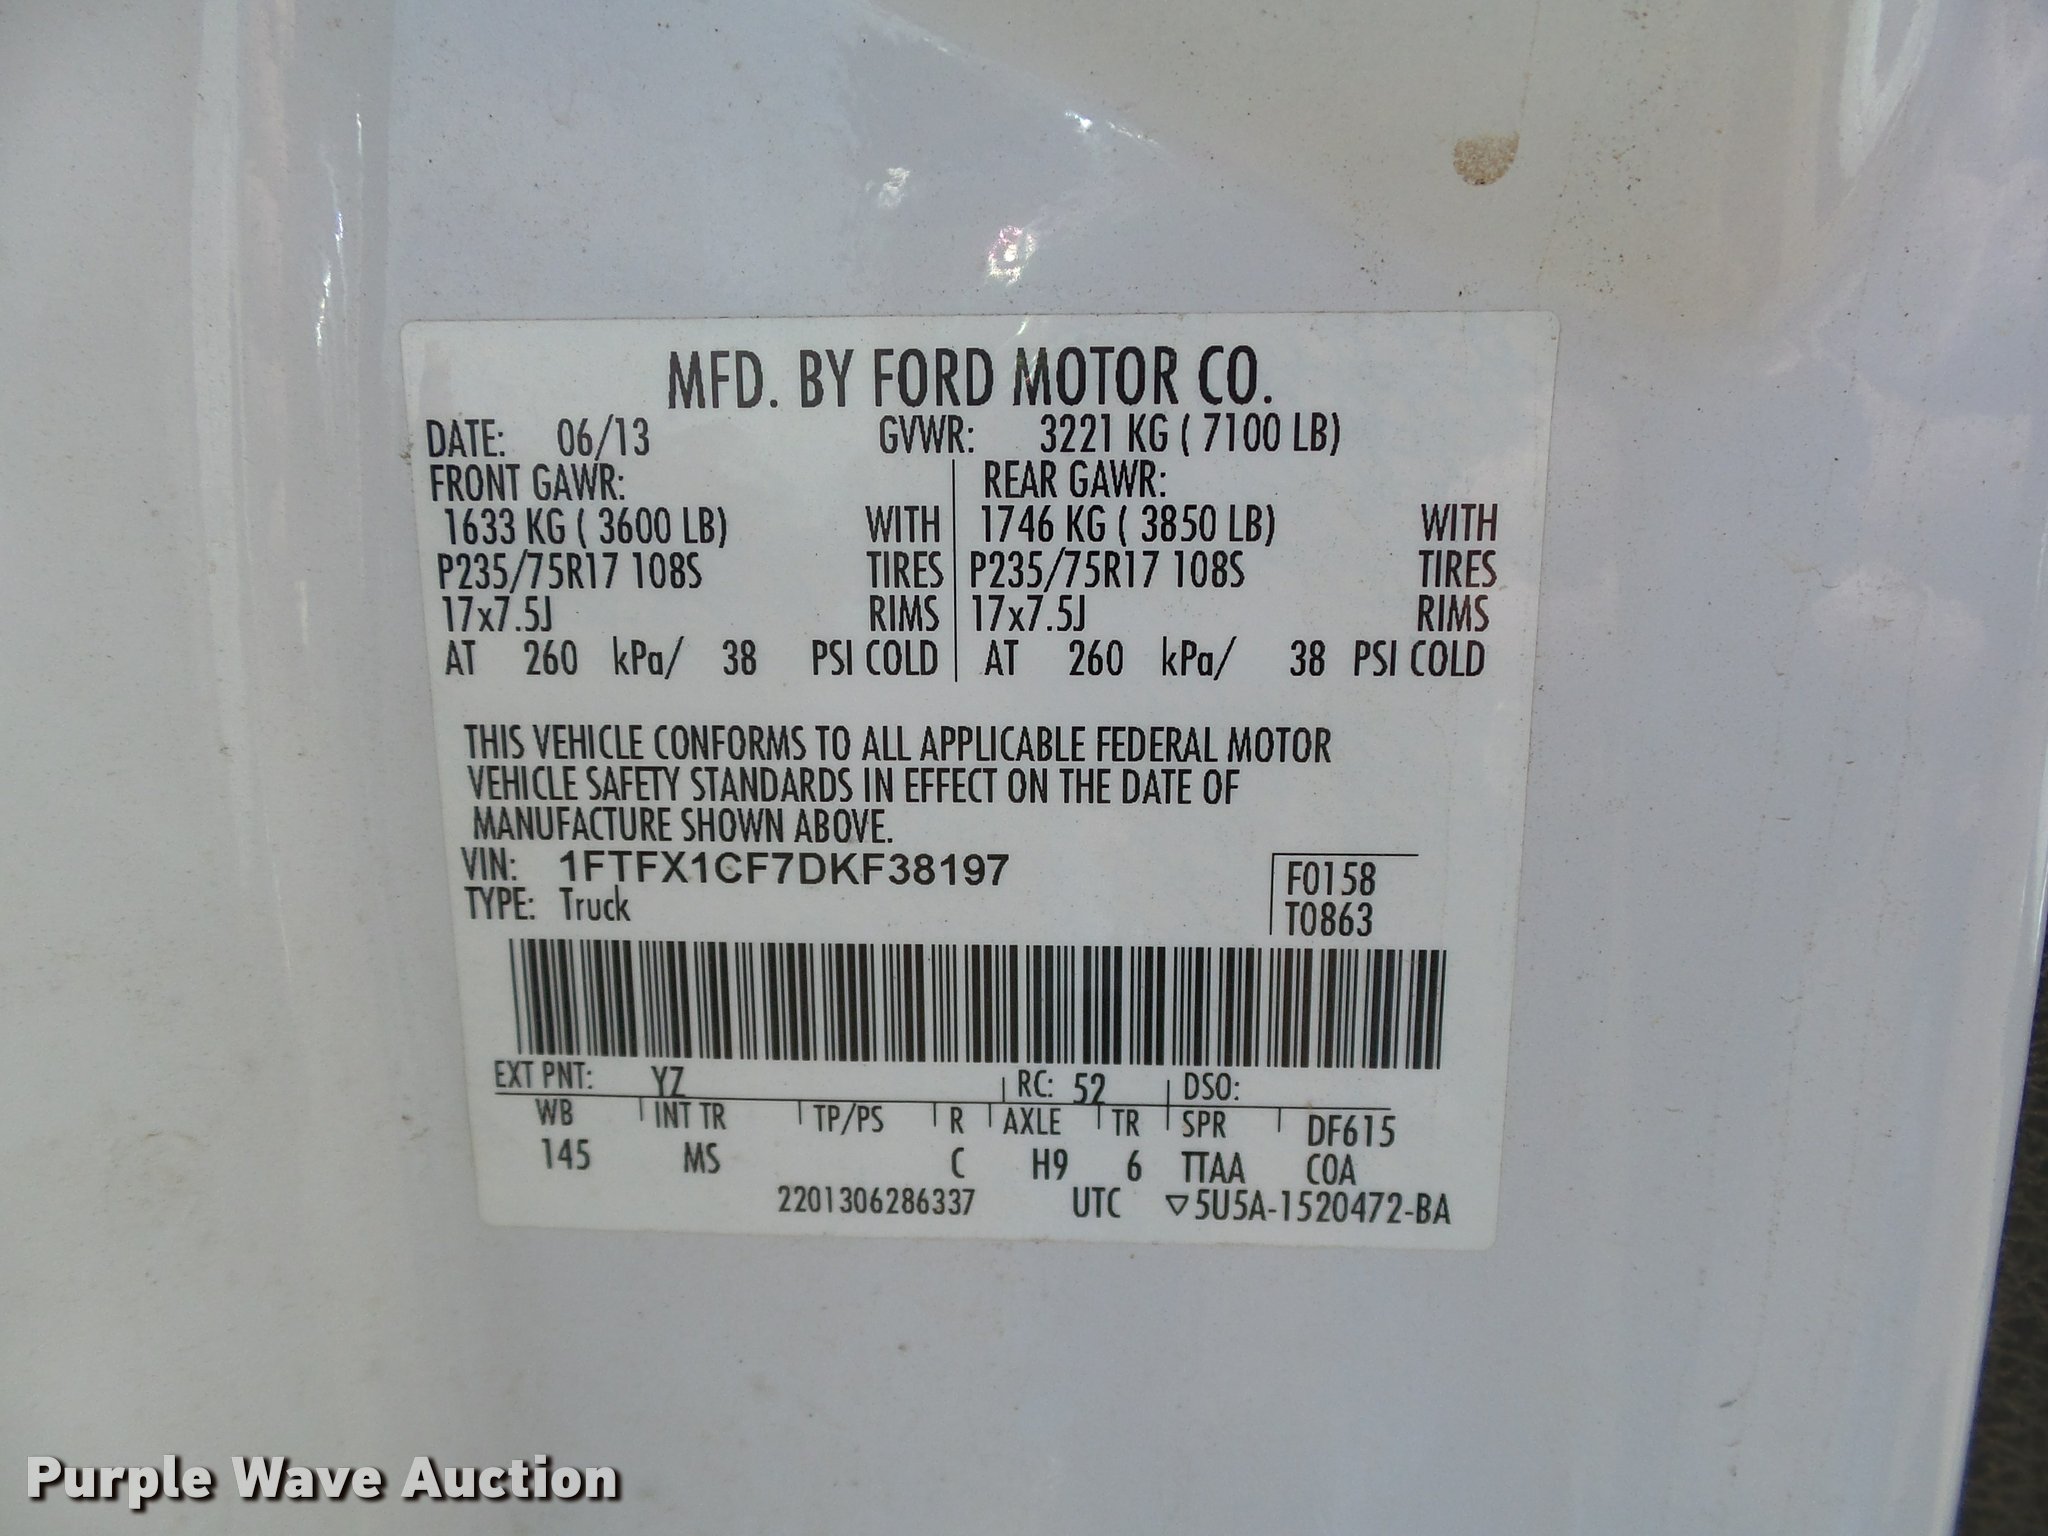 MFD. BY FORD MOTOR CO.
DATE: 06/13 GVWR: 3221 KG ( 7100 LB)
FRONT GAWR: REAR GAWR:
1633 KG ( 3600 LB) WITH 1746 KG ( 3850 LB) WITH
P235/75R17 108S TIRES P235/75R17 108S TIRES
17x7.5J RIMS 17x7.5J RIMS
AT 260 kPa/ 38 PSI COLD AT 260 kPa/ 38 PSI COLD
THIS VEHICLE CONFORMS TO ALL APPLICABLE FEDERAL MOTOR
VEHICLE SAFETY STANDARDS IN EFFECT ON THE DATE OF
MANUFACTURE SHOWN ABOVE.
VIN: 1FTFX1CF7DKF38197 F0158
TYPE: Truck T0863
EXT PNT: YZ RC: 52 DSO:
WB INT TR TP/PS R AXLE TR SPR DF615
145 MS C H9 6 TTAA COA
2201306286337 UTC ▽5U5A-1520472-BA
Purple Wave Auction